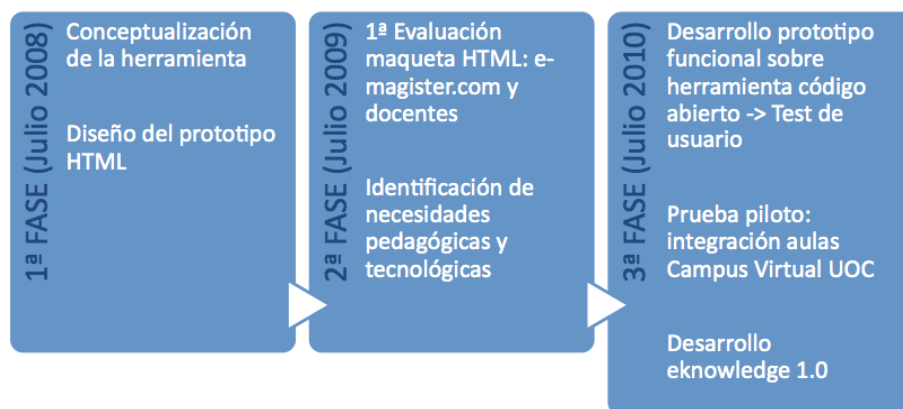 1ª FASE (Julio 2008)
Conceptualización
de la herramienta
Diseño del prototipo
HTML
2ª FASE (Julio 2009)
1ª Evaluación
maqueta HTML: e-
magister.com y
docentes
Identificación de
necesidades
pedagógicas y
tecnológicas
3ª FASE (Julio 2010)
Desarrollo prototipo
funcional sobre
herramienta código
abierto -> Test de
usuario
Prueba piloto:
integración aulas
Campus Virtual UOC
Desarrollo
eknowledge 1.0